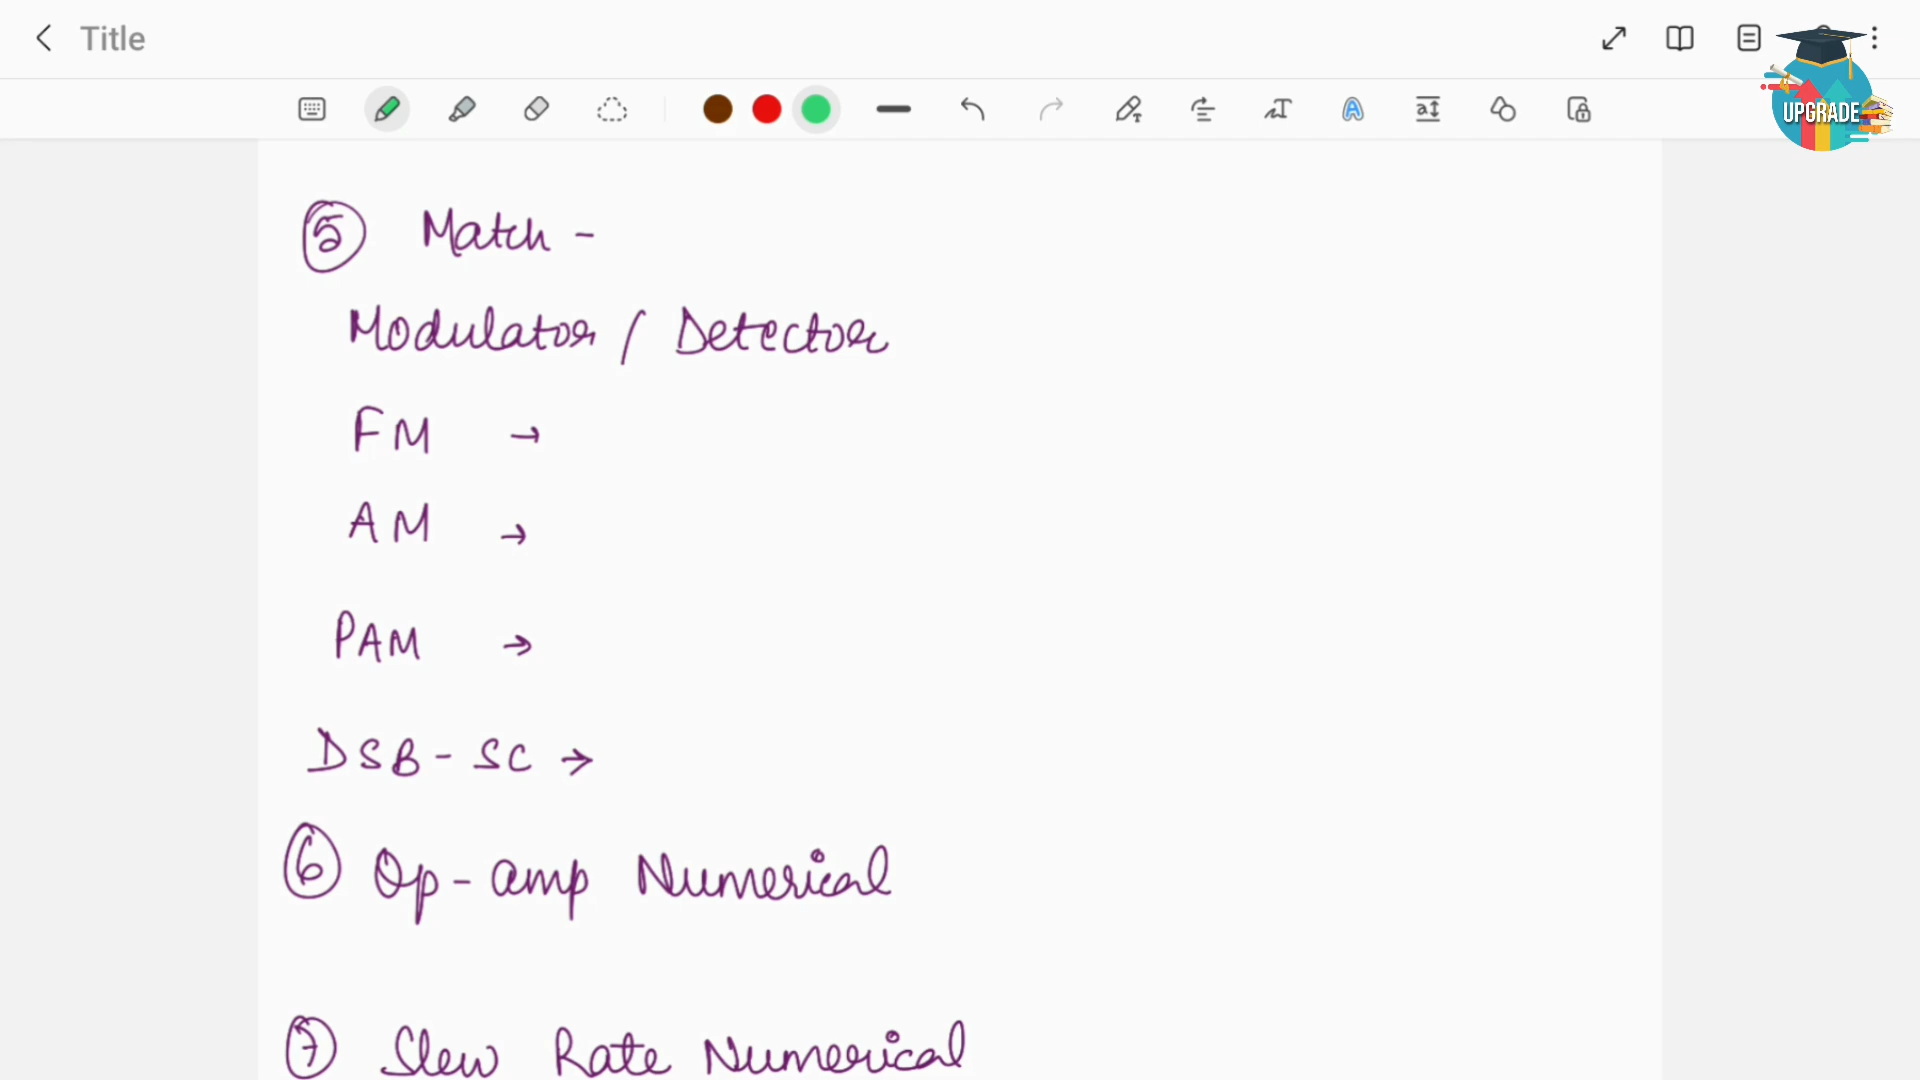 Title
UPGRADE
⑤ Match -
Modulator / Detector
FM →
AM →
PAM →
DSB - SC →
⑥ Op - amp Numerical
⑦ Slew Rate Numerical